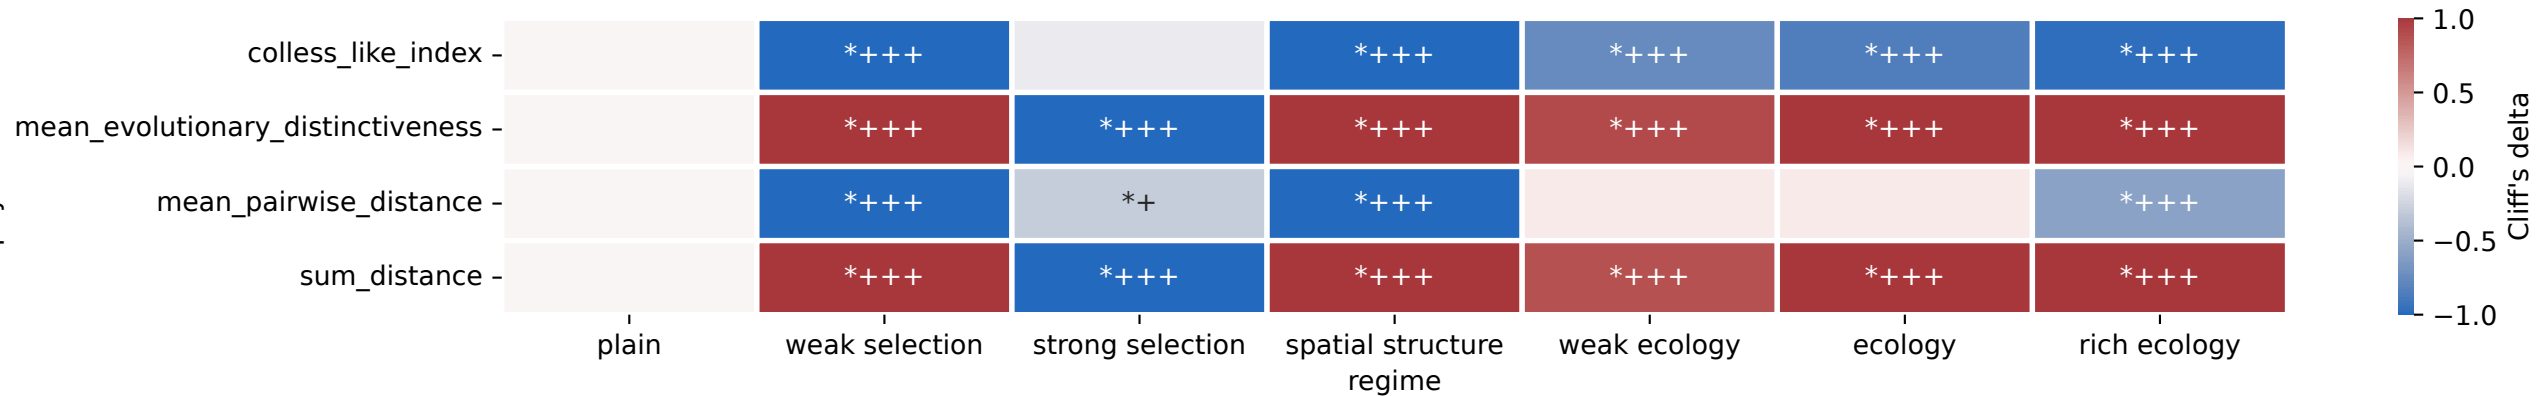 colless_like_index *+++ *+++ *+++ *+++ *+++
mean_evolutionary_distinctiveness *+++ *+++ *+++ *+++ *+++ *+++
mean_pairwise_distance *+++ *+ *+++ *+++
sum_distance *+++ *+++ *+++ *+++ *+++ *+++
plain weak selection strong selection spatial structure weak ecology ecology rich ecology
regime
1.0
0.5
0.0
−0.5
−1.0
Cliff's delta